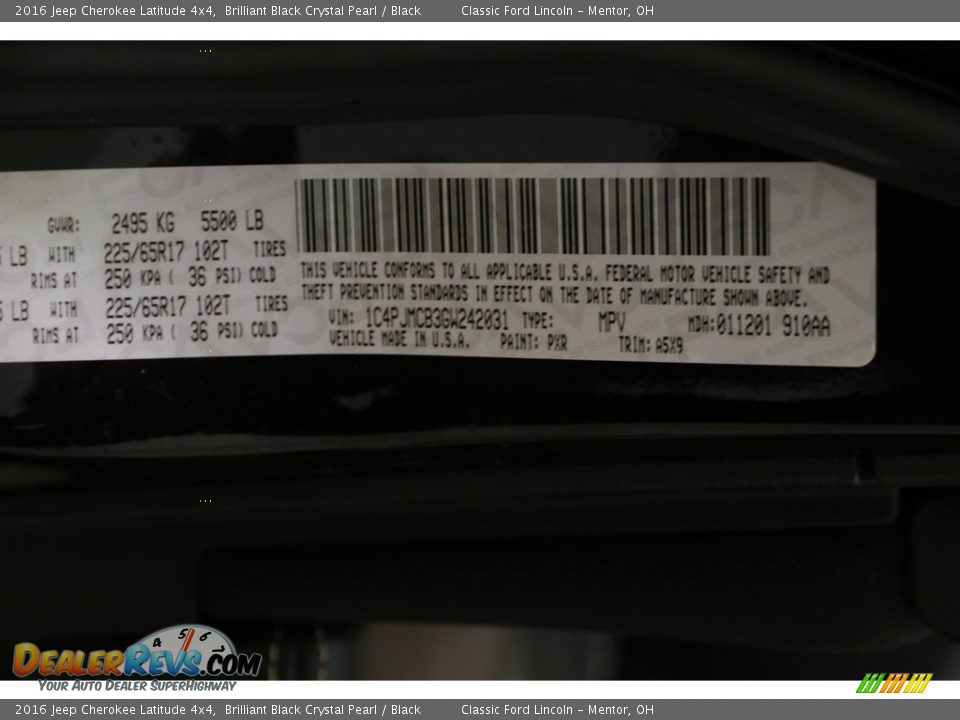 2016 Jeep Cherokee Latitude 4x4, Brilliant Black Crystal Pearl / Black Classic Ford Lincoln – Mentor, OH
GVWR: 2495 KG 5500 LB
LB WITH 225/65R17 102T TIRES
RIMS AT 250 KPA ( 36 PSI) COLD
5 LB WITH 225/65R17 102T TIRES
RIMS AT 250 KPA ( 36 PSI) COLD
THIS VEHICLE CONFORMS TO ALL APPLICABLE U.S.A. FEDERAL MOTOR VEHICLE SAFETY AND
THEFT PREVENTION STANDARDS IN EFFECT ON THE DATE OF MANUFACTURE SHOWN ABOVE.
VIN: 1C4PJMCB3GW242031 TYPE: MPV MDH:011201 910AA
VEHICLE MADE IN U.S.A. PAINT: PXR TRIM: A5X9
4 5 6
DEALERREVS.COM
YOUR AUTO DEALER SUPERHIGHWAY
2016 Jeep Cherokee Latitude 4x4, Brilliant Black Crystal Pearl / Black Classic Ford Lincoln – Mentor, OH